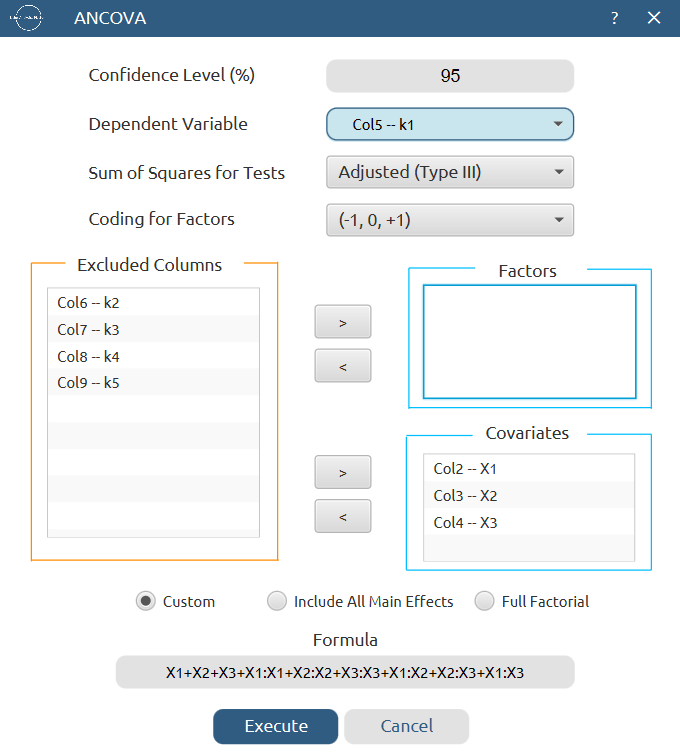 ANCOVA ?
Confidence Level (%) 95
Dependent Variable Col5 -- k1
Sum of Squares for Tests Adjusted (Type III)
Coding for Factors (-1, 0, +1)
Excluded Columns
Col6 -- k2
Col7 -- k3
Col8 -- k4
Col9 -- k5
>
<
>
<
Factors
Covariates
Col2 -- X1
Col3 -- X2
Col4 -- X3
Custom Include All Main Effects Full Factorial
Formula
X1+X2+X3+X1:X1+X2:X2+X3:X3+X1:X2+X2:X3+X1:X3
Execute Cancel